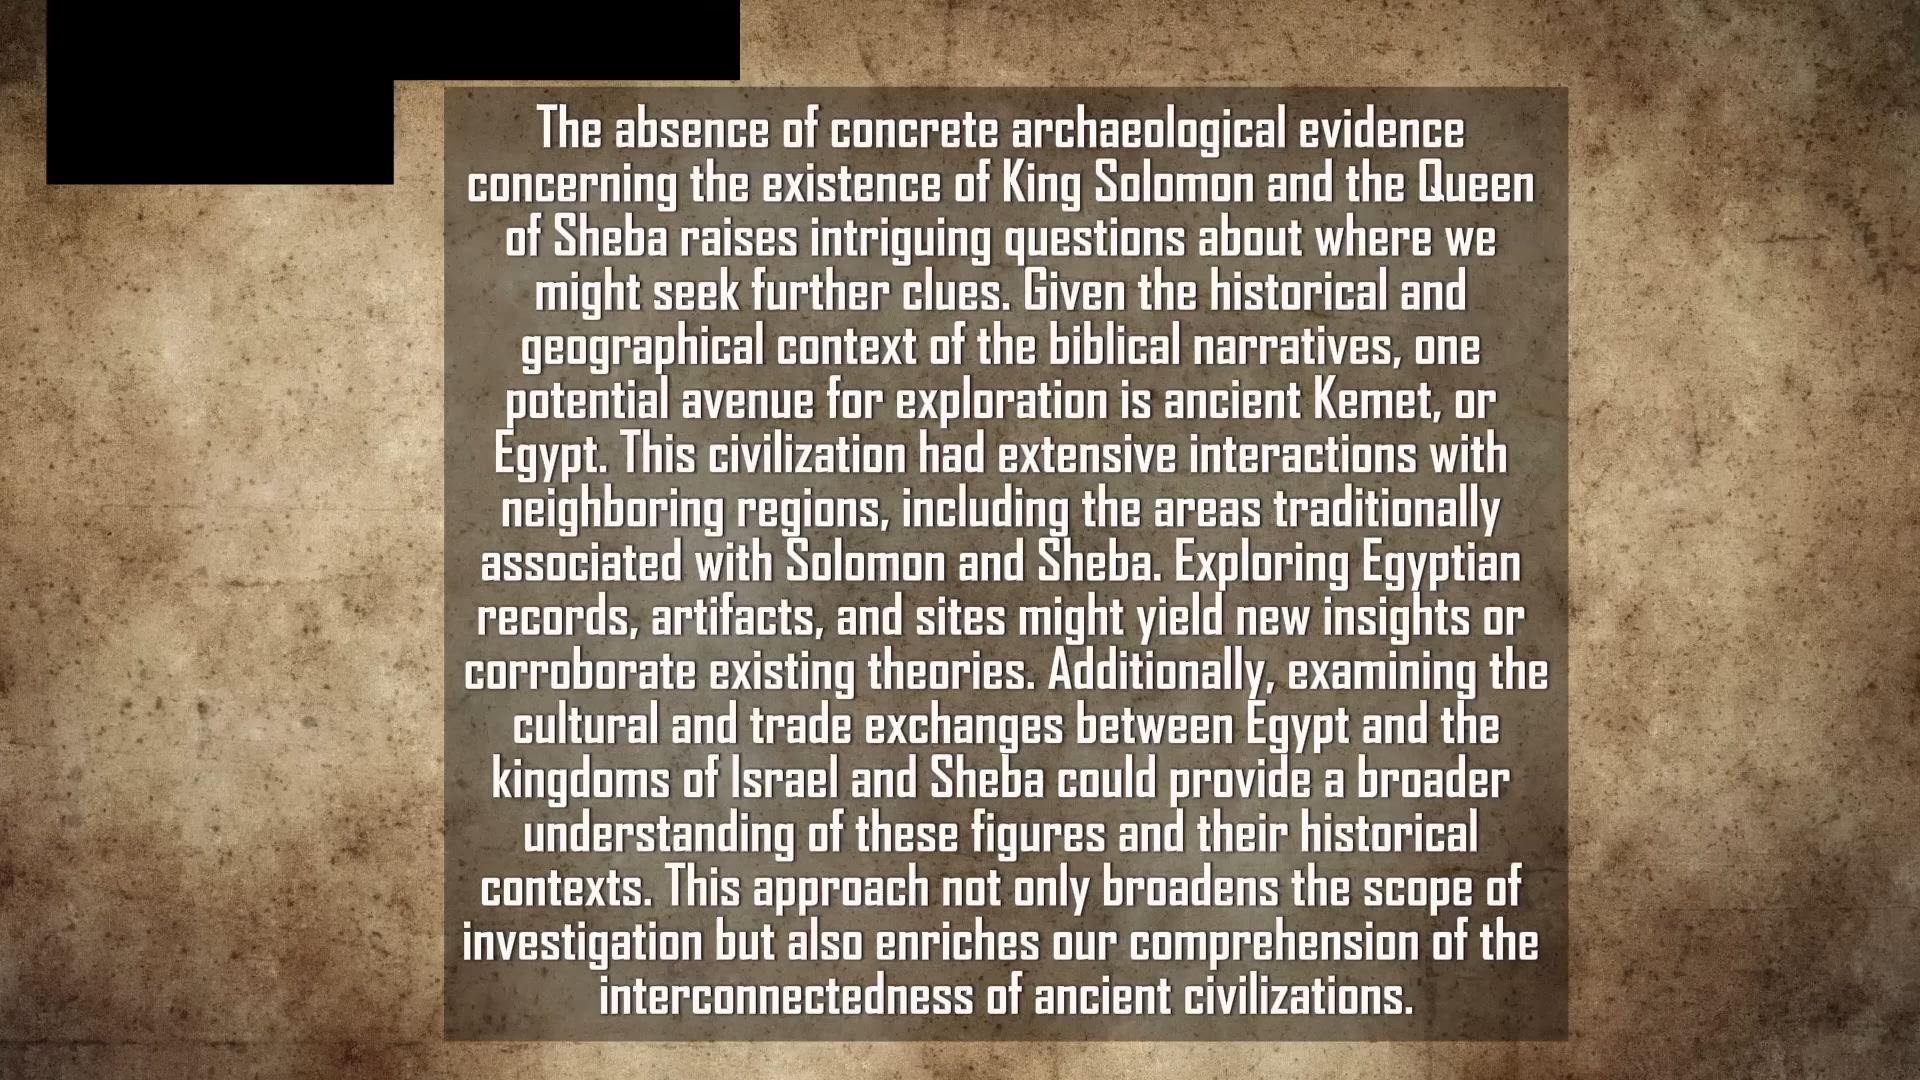 The absence of concrete archaeological evidence
concerning the existence of King Solomon and the Queen
of Sheba raises intriguing questions about where we
might seek further clues. Given the historical and
geographical context of the biblical narratives, one
potential avenue for exploration is ancient Kemet, or
Egypt. This civilization had extensive interactions with
neighboring regions, including the areas traditionally
associated with Solomon and Sheba. Exploring Egyptian
records, artifacts, and sites might yield new insights or
corroborate existing theories. Additionally, examining the
cultural and trade exchanges between Egypt and the
kingdoms of Israel and Sheba could provide a broader
understanding of these figures and their historical
contexts. This approach not only broadens the scope of
investigation but also enriches our comprehension of the
interconnectedness of ancient civilizations.